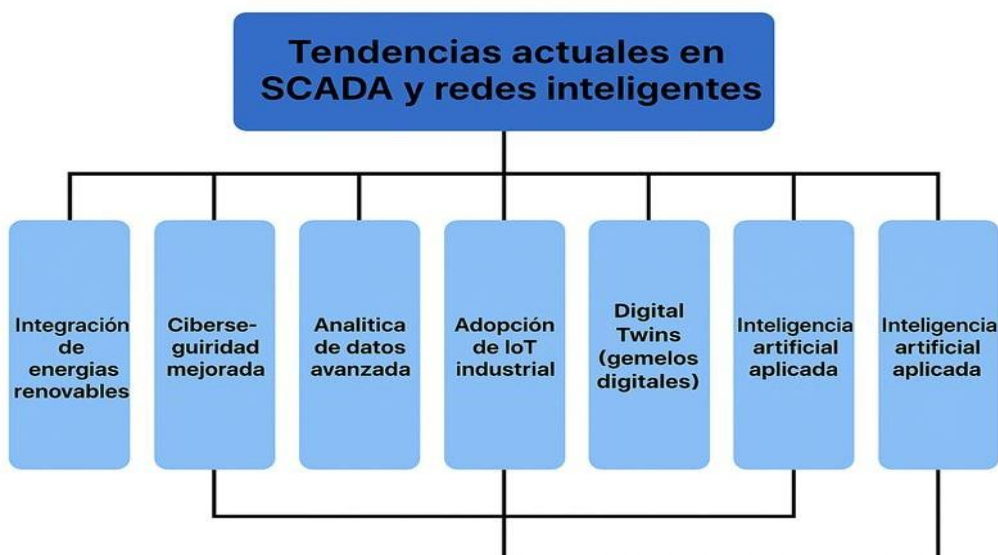 Tendencias actuales en
SCADA y redes inteligentes
Integración
de
energias
renovables
Ciberse-
guiridad
mejorada
Analitica
de datos
avanzada
Adopción
de IoT
industrial
Digital
Twins
(gemelos
digitales)
Inteligencia
artificial
aplicada
Inteligencia
artificial
aplicada